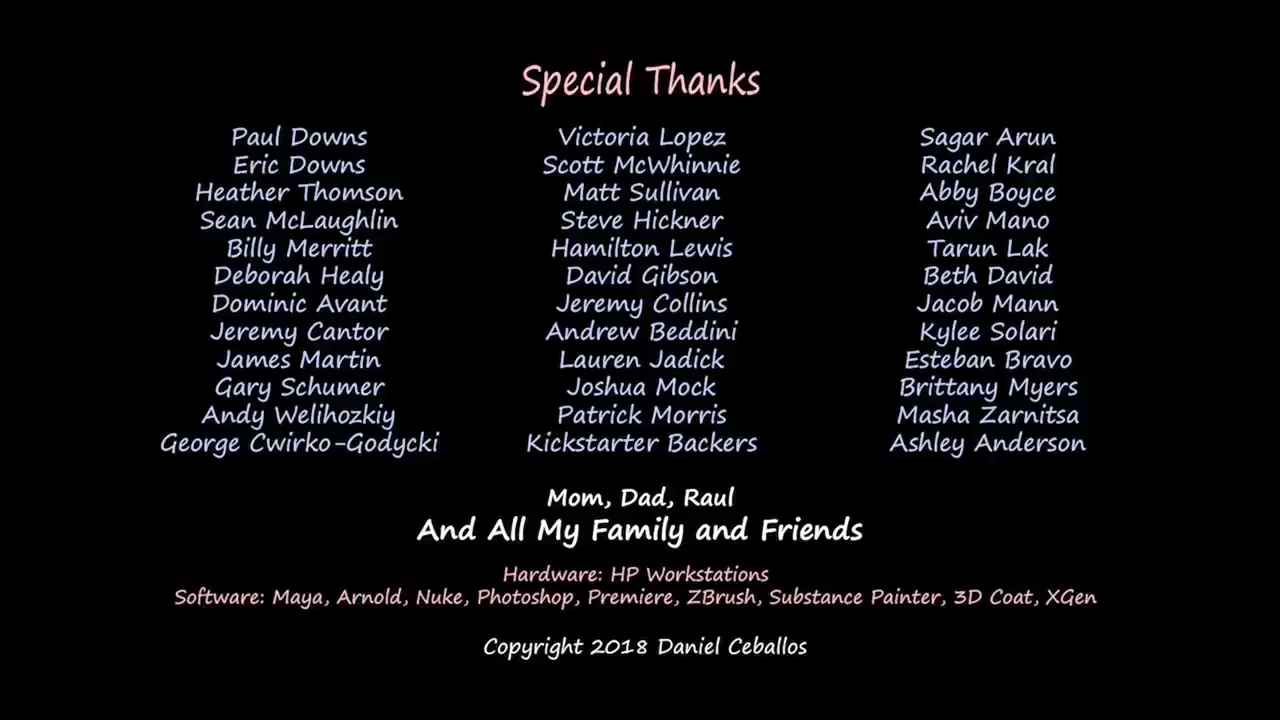 Special Thanks
Paul Downs
Eric Downs
Heather Thomson
Sean McLaughlin
Billy Merritt
Deborah Healy
Dominic Avant
Jeremy Cantor
James Martin
Gary Schumer
Andy Welihozkiy
George Cwirko-Godycki
Victoria Lopez
Scott McWhinnie
Matt Sullivan
Steve Hickner
Hamilton Lewis
David Gibson
Jeremy Collins
Andrew Beddini
Lauren Jadick
Joshua Mock
Patrick Morris
Kickstarter Backers
Sagar Arun
Rachel Kral
Abby Boyce
Aviv Mano
Tarun Lak
Beth David
Jacob Mann
Kylee Solari
Esteban Bravo
Brittany Myers
Masha Zarnitsa
Ashley Anderson
Mom, Dad, Raul
And All My Family and Friends
Hardware: HP Workstations
Software: Maya, Arnold, Nuke, Photoshop, Premiere, ZBrush, Substance Painter, 3D Coat, XGen
Copyright 2018 Daniel Ceballos